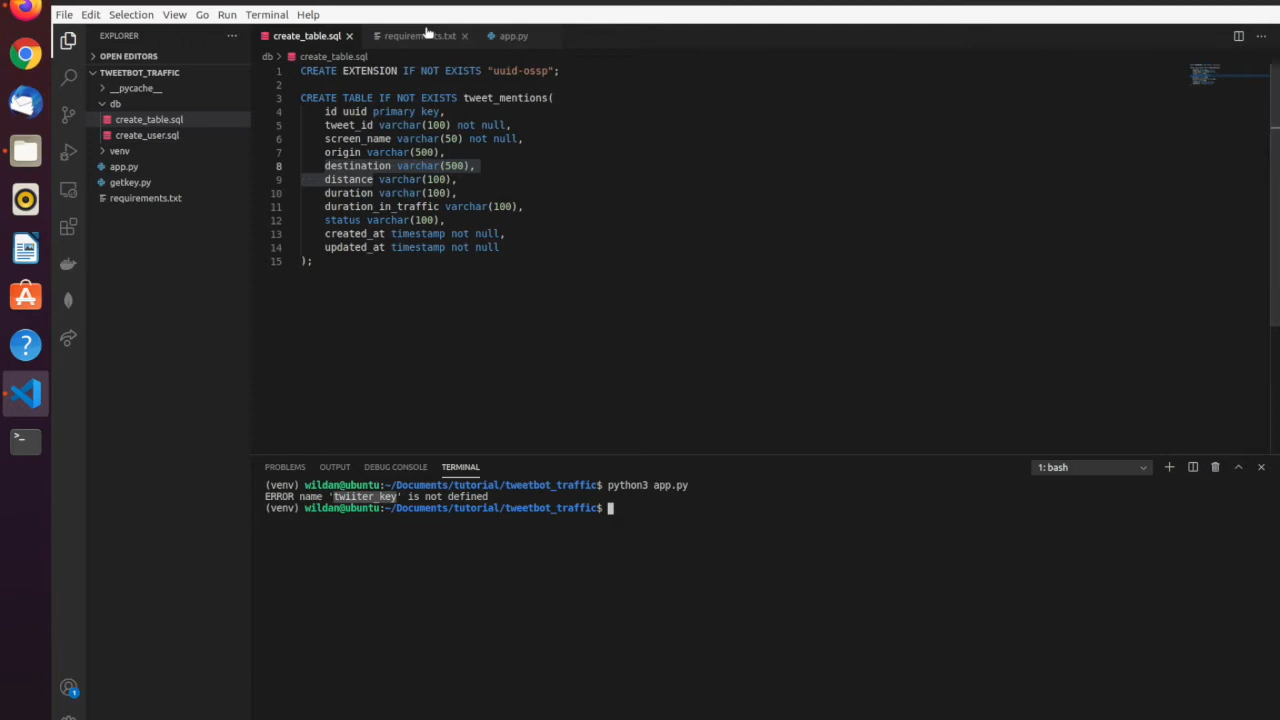 File Edit Selection View Go Run Terminal Help
EXPLORER
OPEN EDITORS
TWEETBOT_TRAFFIC
__pycache__
db
create_table.sql
create_user.sql
venv
app.py
getkey.py
requirements.txt
create_table.sql requirements.txt app.py
db > create_table.sql
1 CREATE EXTENSION IF NOT EXISTS "uuid-ossp";
2
3 CREATE TABLE IF NOT EXISTS tweet_mentions(
4 id uuid primary key,
5 tweet_id varchar(100) not null,
6 screen_name varchar(50) not null,
7 origin varchar(500),
8 destination varchar(500),
9 distance varchar(100),
10 duration varchar(100),
11 duration_in_traffic varchar(100),
12 status varchar(100),
13 created_at timestamp not null,
14 updated_at timestamp not null
15 );
PROBLEMS OUTPUT DEBUG CONSOLE TERMINAL 1: bash
(venv) wildan@ubuntu:~/Documents/tutorial/tweetbot_traffic$ python3 app.py
ERROR name 'twiiter_key' is not defined
(venv) wildan@ubuntu:~/Documents/tutorial/tweetbot_traffic$
1